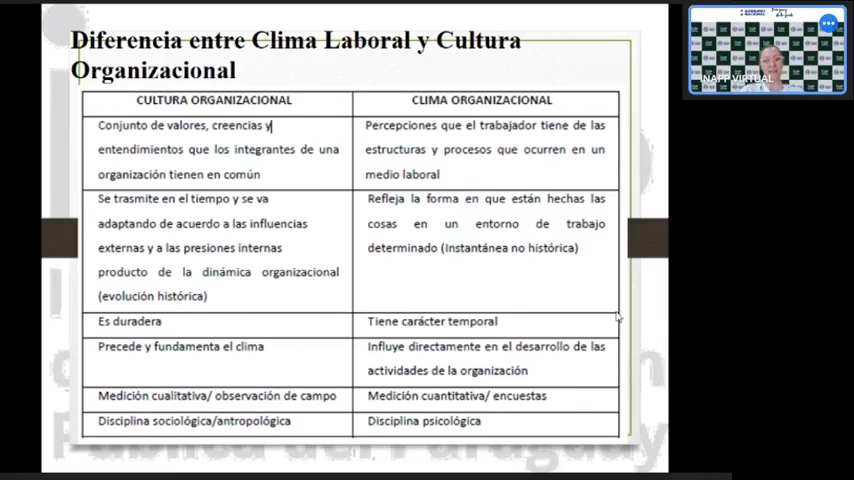 Diferencia entre Clima Laboral y Cultura
Organizacional
CULTURA ORGANIZACIONAL
CLIMA ORGANIZACIONAL
Conjunto de valores, creencias y
entendimientos que los integrantes de una
organización tienen en común
Percepciones que el trabajador tiene de las
estructuras y procesos que ocurren en un
medio laboral
Se trasmite en el tiempo y se va
adaptando de acuerdo a las influencias
externas y a las presiones internas
producto de la dinámica organizacional
(evolución histórica)
Refleja la forma en que están hechas las
cosas en un entorno de trabajo
determinado (Instantánea no histórica)
Es duradera
Tiene carácter temporal
Precede y fundamenta el clima
Influye directamente en el desarrollo de las
actividades de la organización
Medición cualitativa/ observación de campo
Medición cuantitativa/ encuestas
Disciplina sociológica/antropológica
Disciplina psicológica
Pública del Paraguay
GOBIERNO
NACIONAL
INAPP VIRTUAL